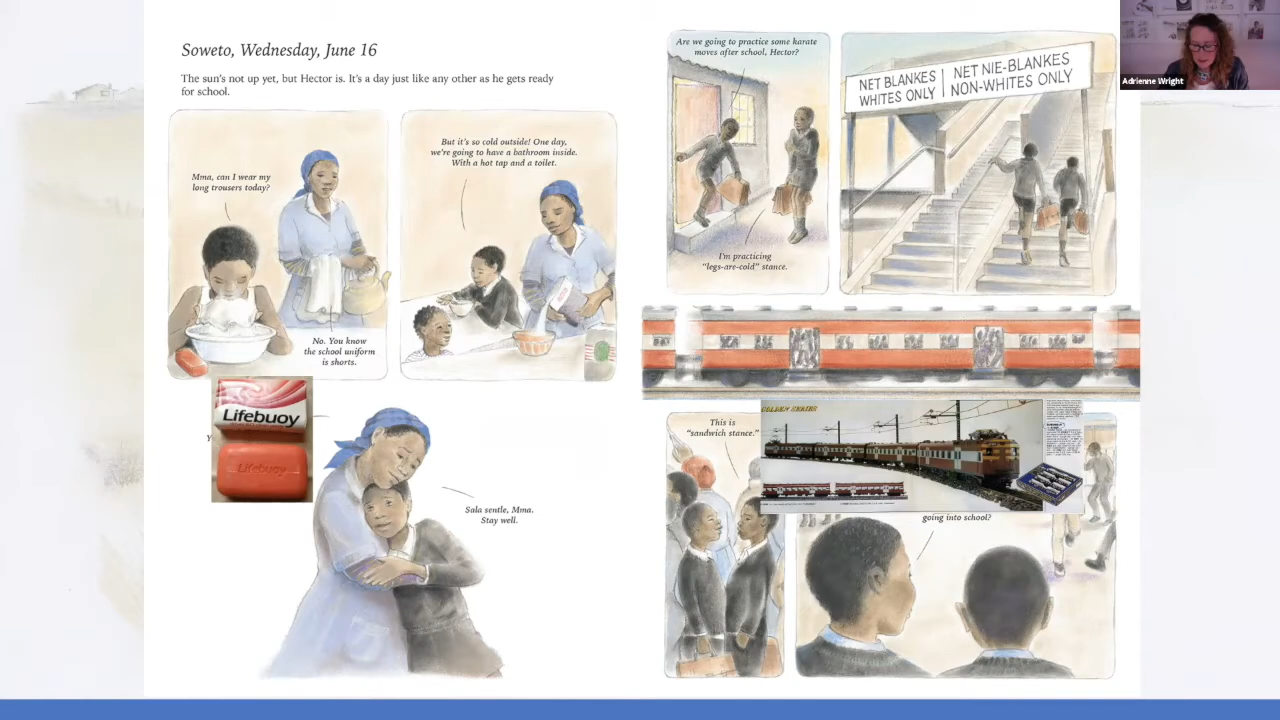 Soweto, Wednesday, June 16
The sun's not up yet, but Hector is. It's a day just like any other as he gets ready
for school.
Mma, can I wear my
long trousers today?
No. You know
the school uniform
is shorts.
But it's so cold outside! One day,
we're going to have a bathroom inside.
With a hot tap and a toilet.
Lifebuoy
Lifebuoy
Sala sentle, Mma.
Stay well.
Are we going to practice some karate
moves after school, Hector?
I'm practicing
"legs-are-cold" stance.
NET BLANKES
WHITES ONLY
NET NIE-BLANKES
NON-WHITES ONLY
This is
"sandwich stance."
going into school?
Adrienne Wright